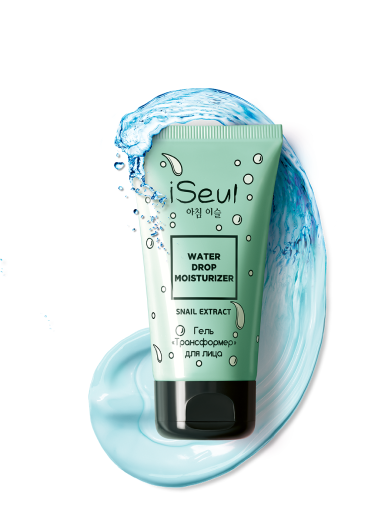 iSeul
아침 이슬
WATER
DROP
MOISTURIZER
SNAIL EXTRACT
Гель
«Трансформер»
для лица